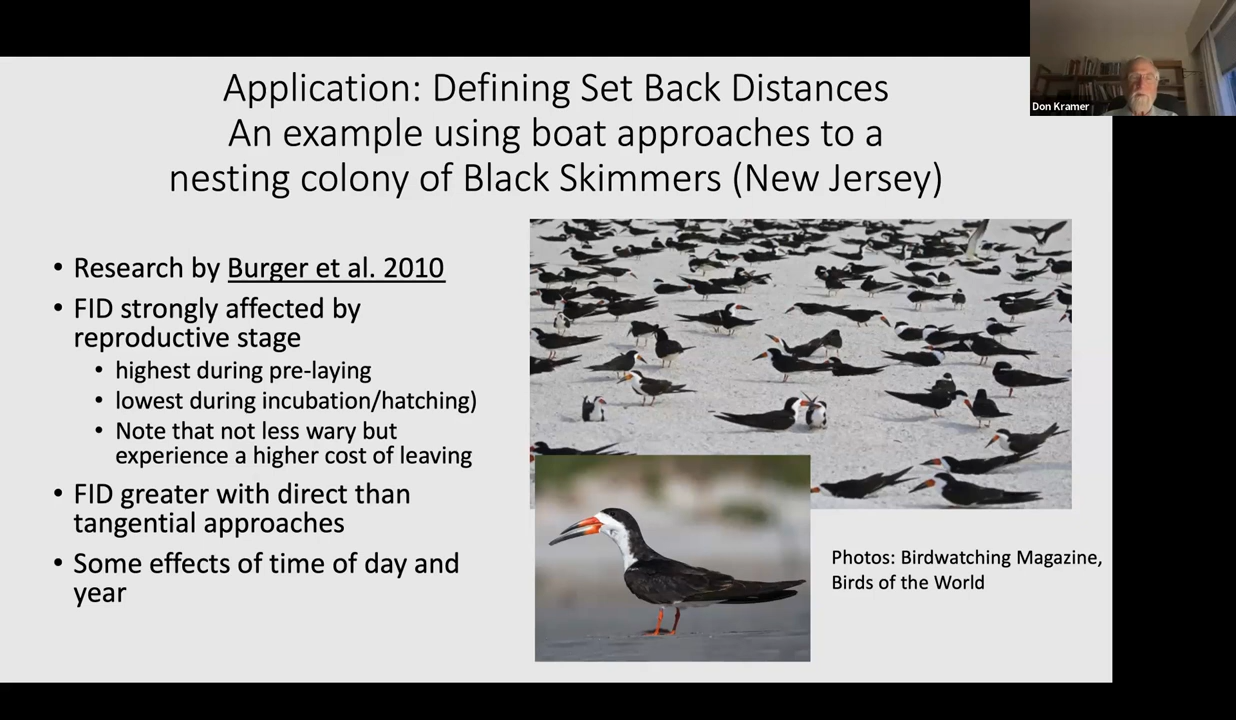 Application: Defining Set Back Distances
An example using boat approaches to a
nesting colony of Black Skimmers (New Jersey)
Don Kramer
• Research by Burger et al. 2010
• FID strongly affected by
reproductive stage
• highest during pre-laying
• lowest during incubation/hatching)
• Note that not less wary but
experience a higher cost of leaving
• FID greater with direct than
tangential approaches
• Some effects of time of day and
year
Photos: Birdwatching Magazine,
Birds of the World